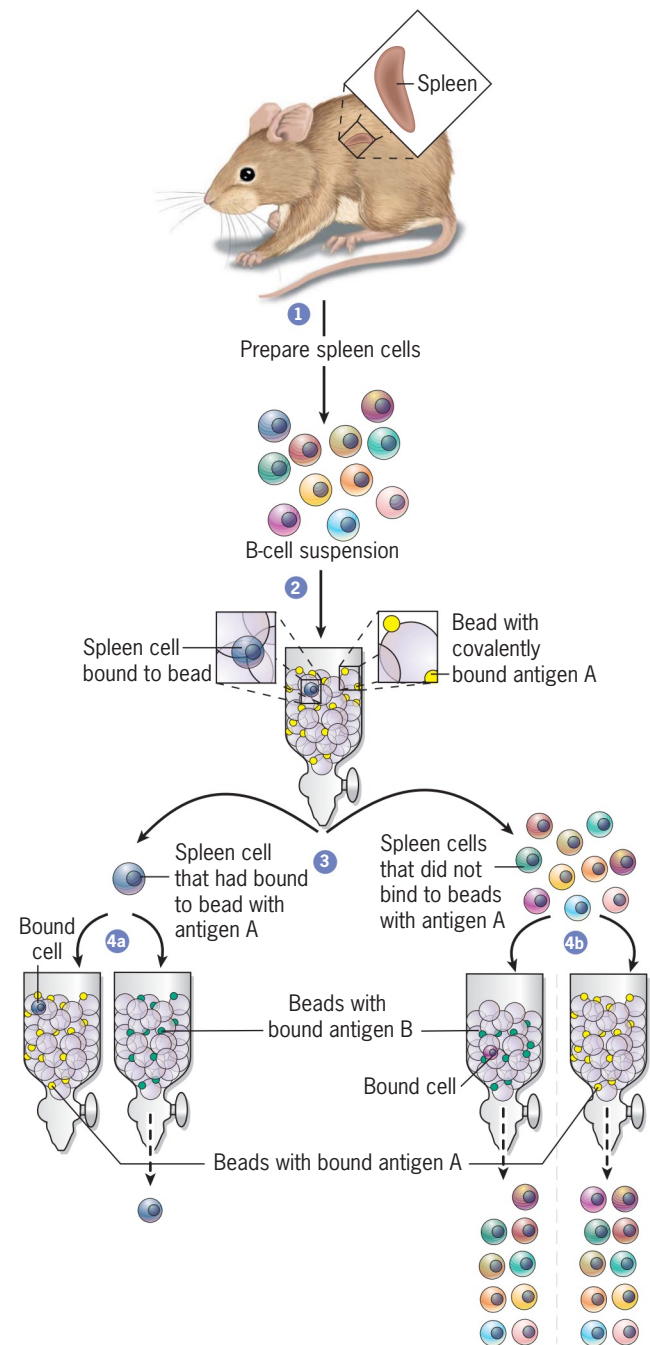 Spleen
1
Prepare spleen cells
B-cell suspension
2
Spleen cell
bound to bead
Bead with
covalently
bound antigen A
3
Spleen cell
that had bound
to bead with
antigen A
Spleen cells
that did not
bind to beads
with antigen A
Bound
cell
4a
4b
Beads with
bound antigen B
Bound cell
Beads with bound antigen A